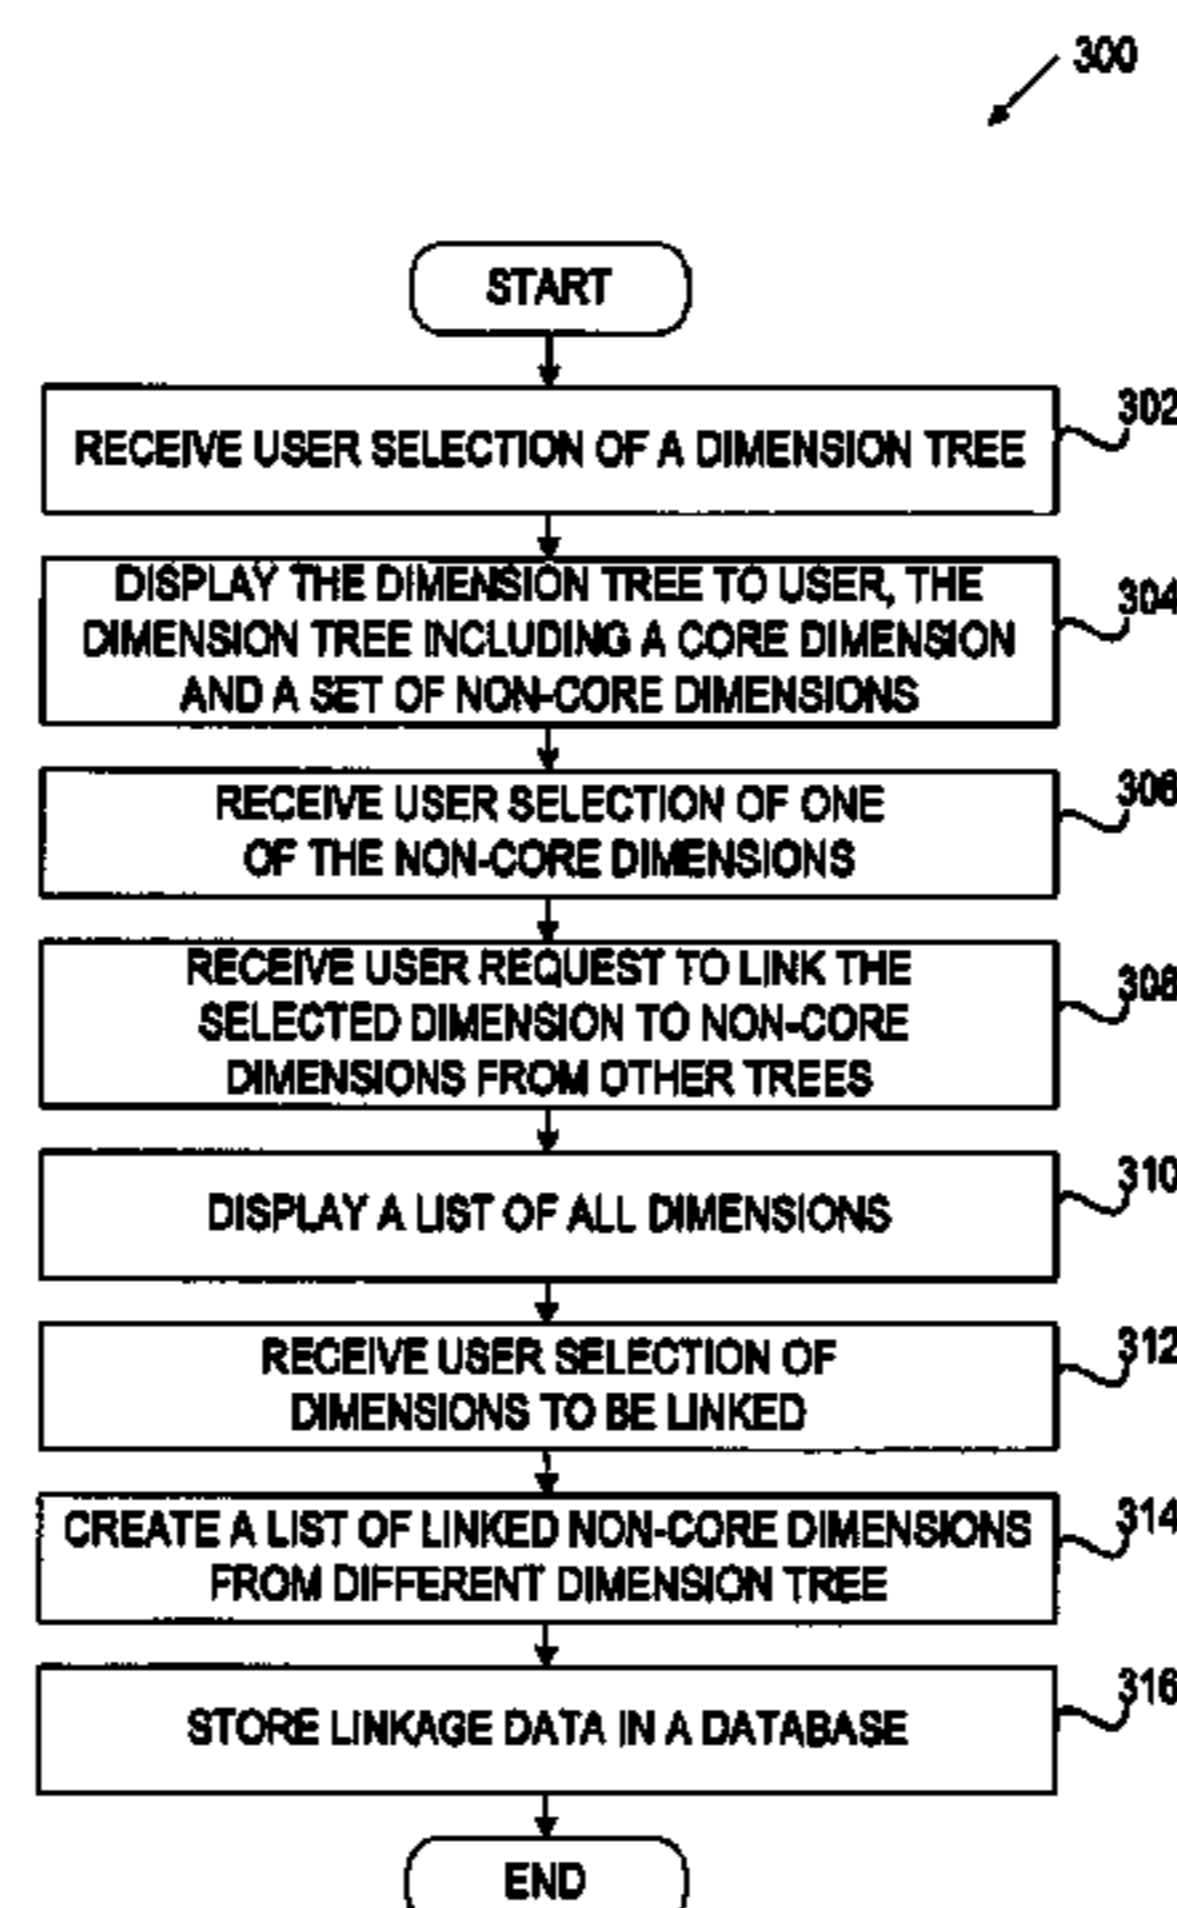 300
START
RECEIVE USER SELECTION OF A DIMENSION TREE
302
DISPLAY THE DIMENSION TREE TO USER, THE
DIMENSION TREE INCLUDING A CORE DIMENSION
AND A SET OF NON-CORE DIMENSIONS
304
RECEIVE USER SELECTION OF ONE
OF THE NON-CORE DIMENSIONS
306
RECEIVE USER REQUEST TO LINK THE
SELECTED DIMENSION TO NON-CORE
DIMENSIONS FROM OTHER TREES
308
DISPLAY A LIST OF ALL DIMENSIONS
310
RECEIVE USER SELECTION OF
DIMENSIONS TO BE LINKED
312
CREATE A LIST OF LINKED NON-CORE DIMENSIONS
FROM DIFFERENT DIMENSION TREE
314
STORE LINKAGE DATA IN A DATABASE
316
END